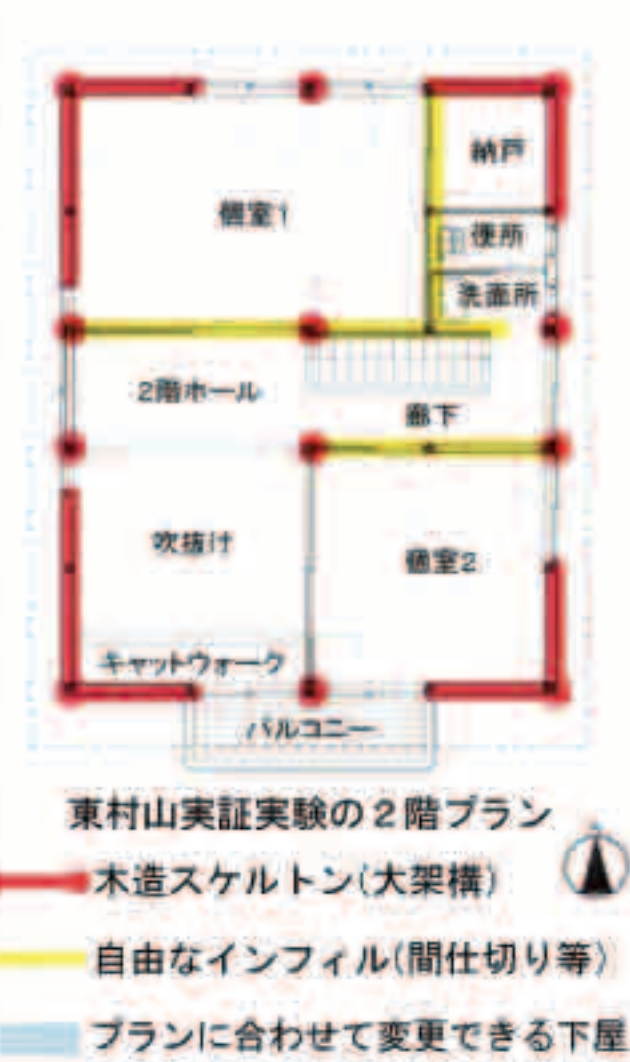 納戸
個室1
便所
洗面所
2階ホール
廊下
吹抜け
個室2
キャットウォーク
バルコニー
東村山実証実験の2階プラン
木造スケルトン(大架構)
自由なインフィル(間仕切り等)
プランに合わせて変更できる下屋